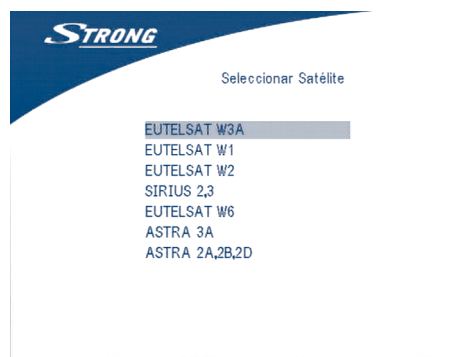 STRONG
Seleccionar Satélite
EUTELSAT W3A
EUTELSAT W1
EUTELSAT W2
SIRIUS 2,3
EUTELSAT W6
ASTRA 3A
ASTRA 2A,2B,2D